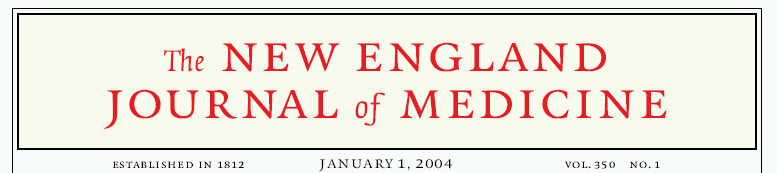 The NEW ENGLAND
JOURNAL of MEDICINE
ESTABLISHED IN 1812 JANUARY 1, 2004 VOL. 350 NO. 1